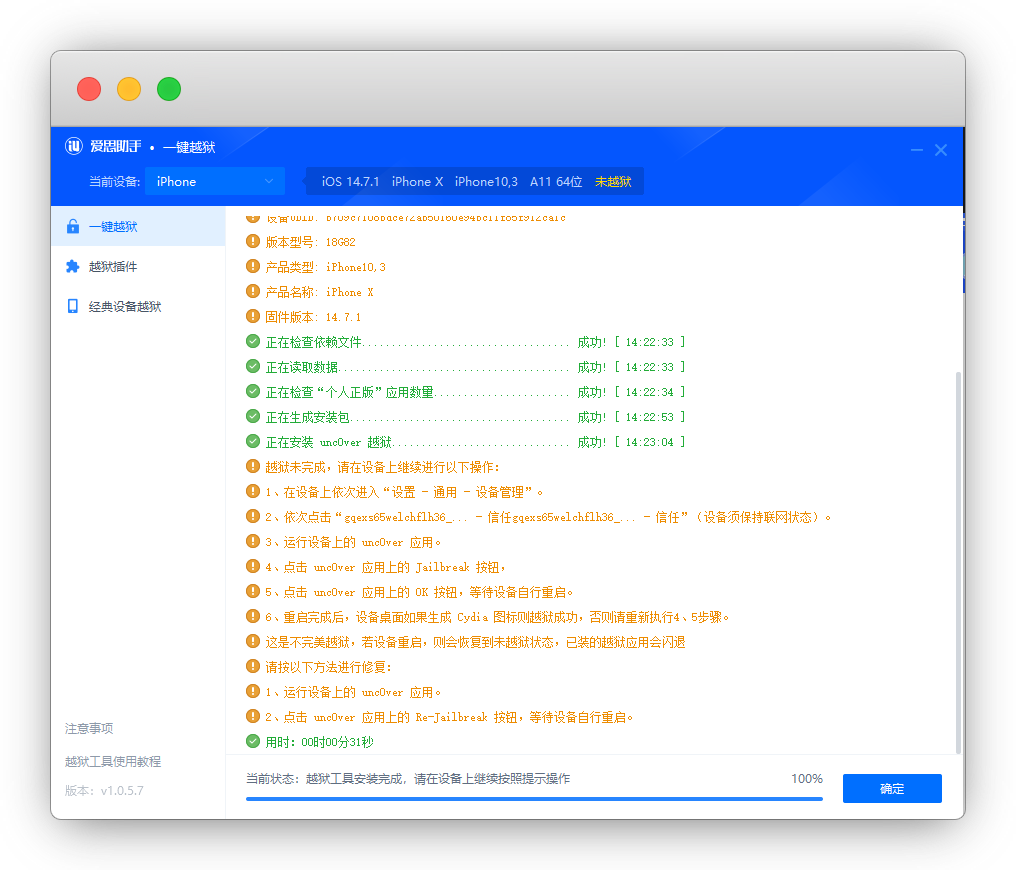 爱思助手 • 一键越狱
当前设备: iPhone iOS 14.7.1 iPhone X iPhone10,3 A11 64位 未越狱
一键越狱
越狱插件
经典设备越狱
注意事项
越狱工具使用教程
版本: v1.0.5.7
设备UDID:
版本型号: 18G82
产品类型: iPhone10,3
产品名称: iPhone X
固件版本: 14.7.1
正在检查依赖文件................................... 成功! [ 14:22:33 ]
正在读取数据....................................... 成功! [ 14:22:33 ]
正在检查“个人正版”应用数量....................... 成功! [ 14:22:34 ]
正在生成安装包..................................... 成功! [ 14:22:53 ]
正在安装 unc0ver 越狱.............................. 成功! [ 14:23:04 ]
越狱未完成，请在设备上继续进行以下操作:
1、在设备上依次进入“设置 - 通用 - 设备管理”。
2、依次点击“gqexs65welchflh36_... - 信任gqexs65welchflh36_... - 信任”（设备须保持联网状态）。
3、运行设备上的 unc0ver 应用。
4、点击 unc0ver 应用上的 Jailbreak 按钮，
5、点击 unc0ver 应用上的 OK 按钮，等待设备自行重启。
6、重启完成后，设备桌面如果生成 Cydia 图标则越狱成功，否则请重新执行4、5步骤。
这是不完美越狱，若设备重启，则会恢复到未越狱状态，已装的越狱应用会闪退
请按以下方法进行修复:
1、运行设备上的 unc0ver 应用。
2、点击 unc0ver 应用上的 Re-Jailbreak 按钮，等待设备自行重启。
用时: 00时00分31秒
当前状态: 越狱工具安装完成，请在设备上继续按照提示操作 100%
确定